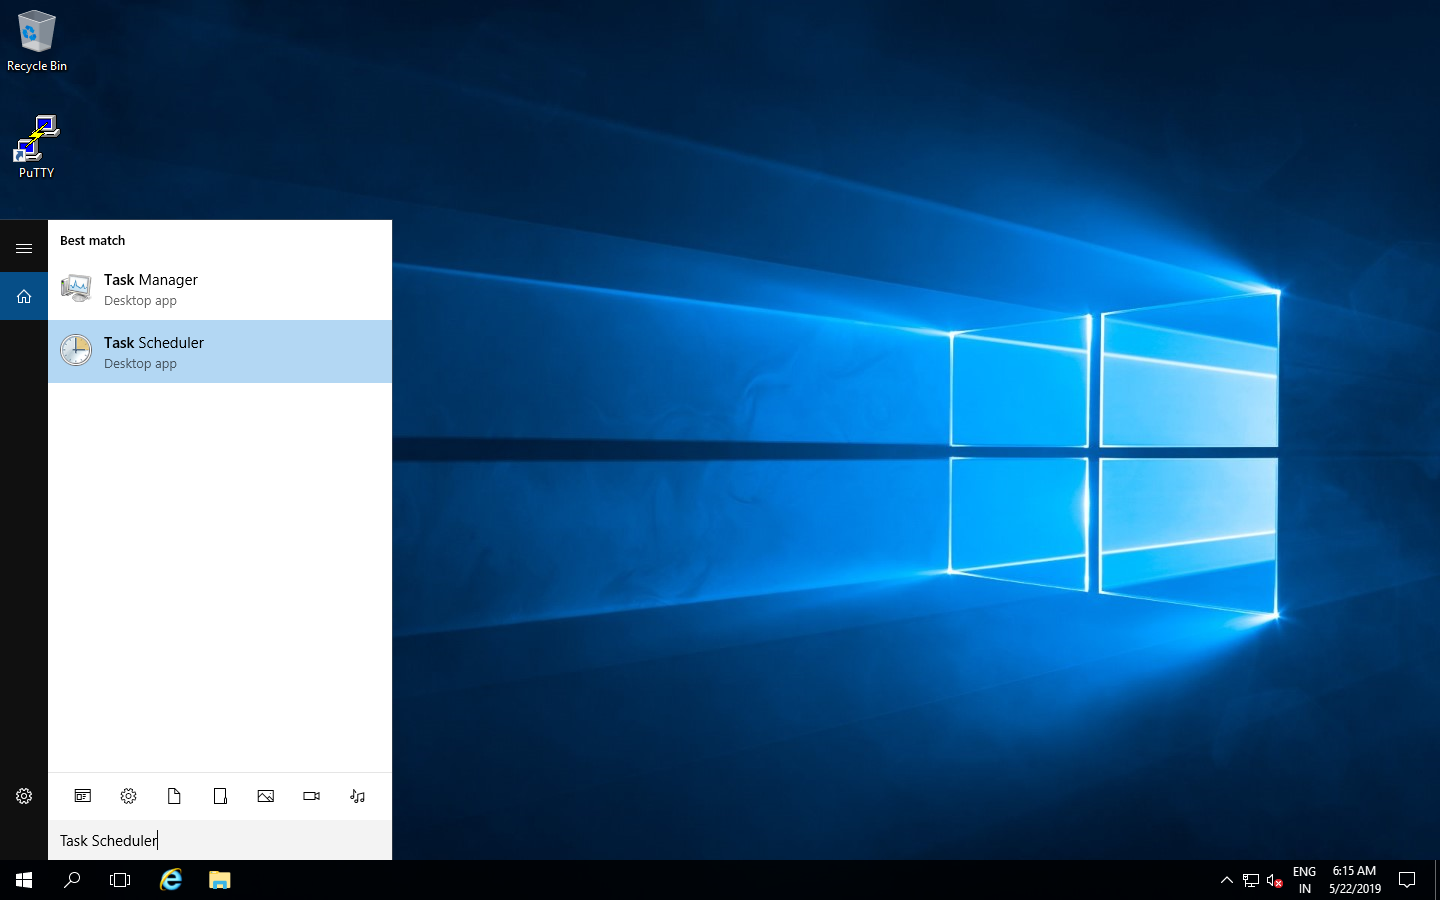 Recycle Bin
PuTTY
Best match
Task Manager
Desktop app
Task Scheduler
Desktop app
Task Scheduler
ENG
IN
6:15 AM
5/22/2019